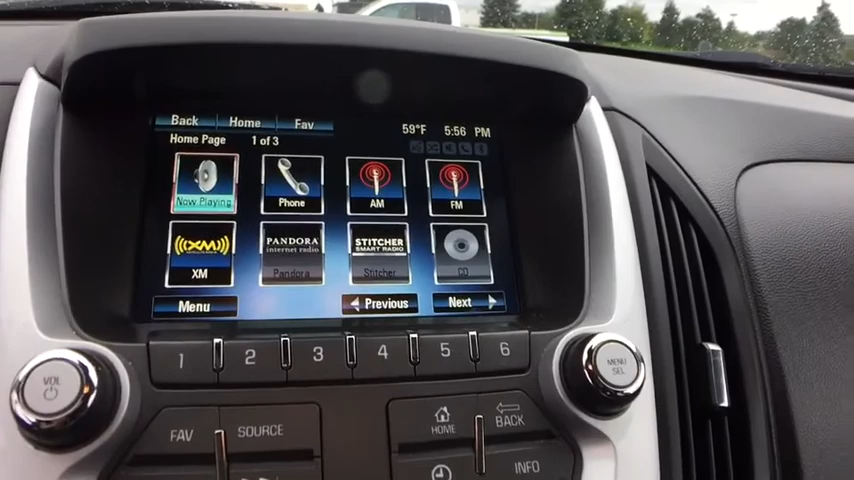 Back Home Fav
59°F 5:56 PM
Home Page 1 of 3
Now Playing
Phone
AM
FM
XM
XM
PANDORA
internet radio
Pandora
STITCHER
SMART RADIO
Stitcher
CD
Menu Previous Next
1 2 3 4 5 6
VOL
MENU
SEL
FAV SOURCE
HOME BACK
INFO